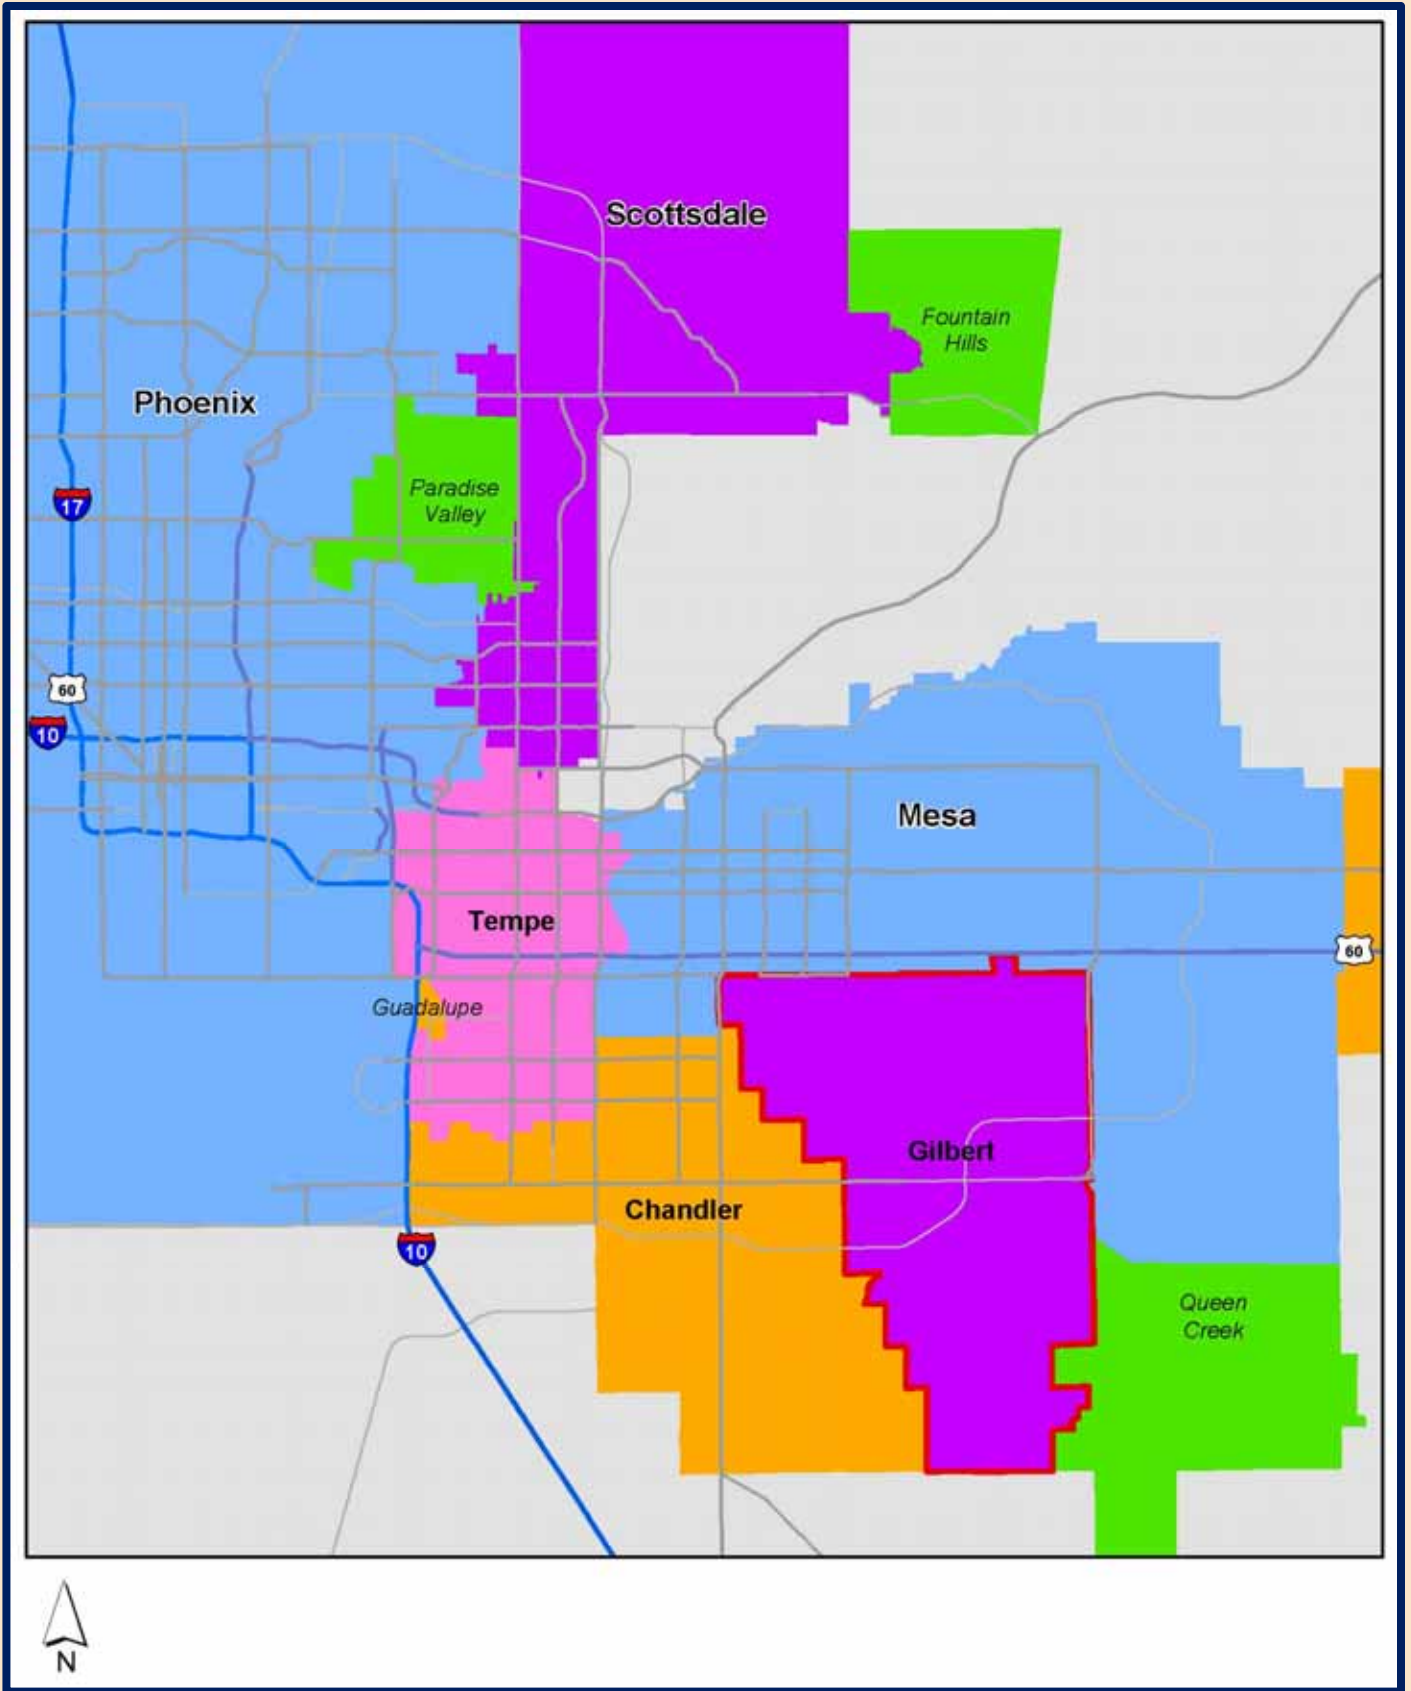 Scottsdale
Fountain
Hills
Phoenix
Paradise
Valley
17
60
10
Mesa
Tempe
60
Guadalupe
Gilbert
Chandler
10
Queen
Creek
N